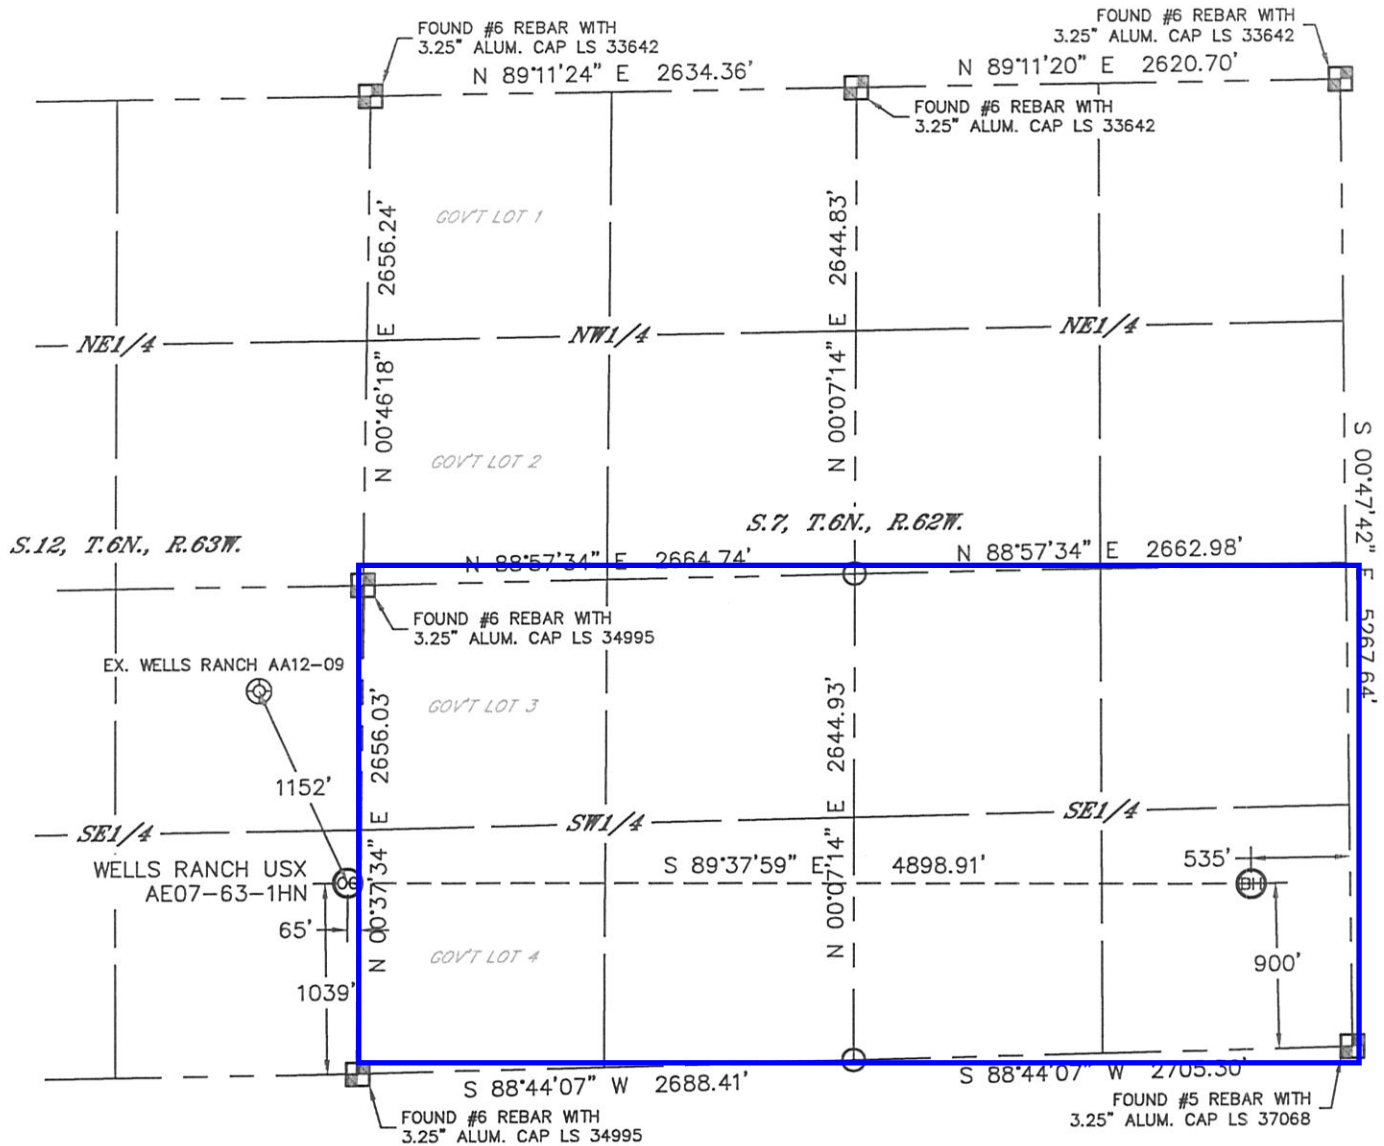 FOUND #6 REBAR WITH
3.25" ALUM. CAP LS 33642
FOUND #6 REBAR WITH
3.25" ALUM. CAP LS 33642
N 89°11'24" E 2634.36'
N 89°11'20" E 2620.70'
FOUND #6 REBAR WITH
3.25" ALUM. CAP LS 33642
GOV'T LOT 1
N 00°46'18" E 2656.24'
N 00°07'14" E 2644.83'
NE1/4
NW1/4
NE1/4
GOV'T LOT 2
S 00°47'42" E 5267.64'
S.12, T.6N., R.63W.
S.7, T.6N., R.62W.
N 88°57'34" E 2664.74'
N 88°57'34" E 2662.98'
FOUND #6 REBAR WITH
3.25" ALUM. CAP LS 34995
EX. WELLS RANCH AA12-09
GOV'T LOT 3
N 00°37'34" E 2656.03'
N 00°07'14" E 2644.93'
1152'
SE1/4
SW1/4
SE1/4
WELLS RANCH USX
AE07-63-1HN
S 89°37'59" E 4898.91'
535'
OG
BH
65'
GOV'T LOT 4
900'
1039'
S 88°44'07" W 2688.41'
S 88°44'07" W 2705.30'
FOUND #6 REBAR WITH
3.25" ALUM. CAP LS 34995
FOUND #5 REBAR WITH
3.25" ALUM. CAP LS 37068